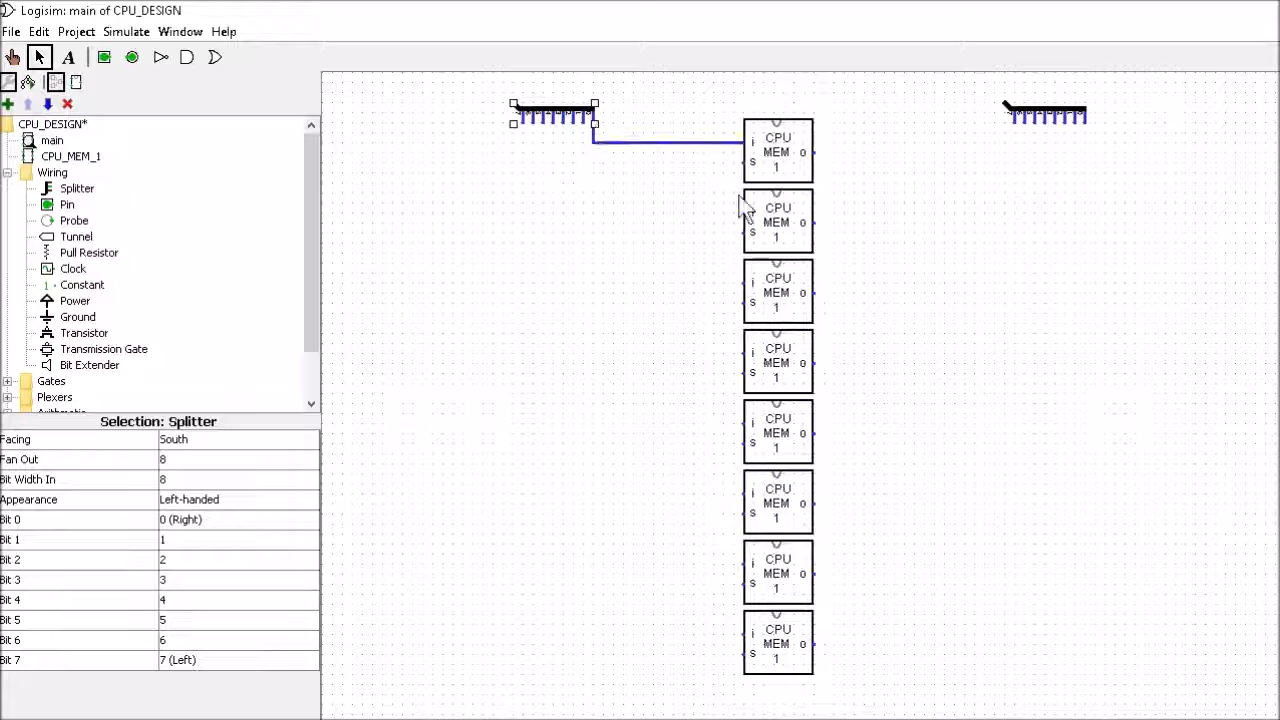 Logisim: main of CPU_DESIGN
File Edit Project Simulate Window Help
A
CPU_DESIGN*
main
CPU_MEM_1
Wiring
Splitter
Pin
Probe
Tunnel
Pull Resistor
Clock
Constant
Power
Ground
Transistor
Transmission Gate
Bit Extender
Gates
Plexers
Selection: Splitter
Facing South
Fan Out 8
Bit Width In 8
Appearance Left-handed
Bit 0 0 (Right)
Bit 1 1
Bit 2 2
Bit 3 3
Bit 4 4
Bit 5 5
Bit 6 6
Bit 7 7 (Left)
CPU
i
MEM o
s
1
CPU
MEM o
s
1
CPU
i
MEM o
s
1
CPU
i
MEM o
s
1
CPU
i
MEM o
s
1
CPU
i
MEM o
s
1
CPU
i
MEM o
s
1
CPU
i
MEM o
s
1